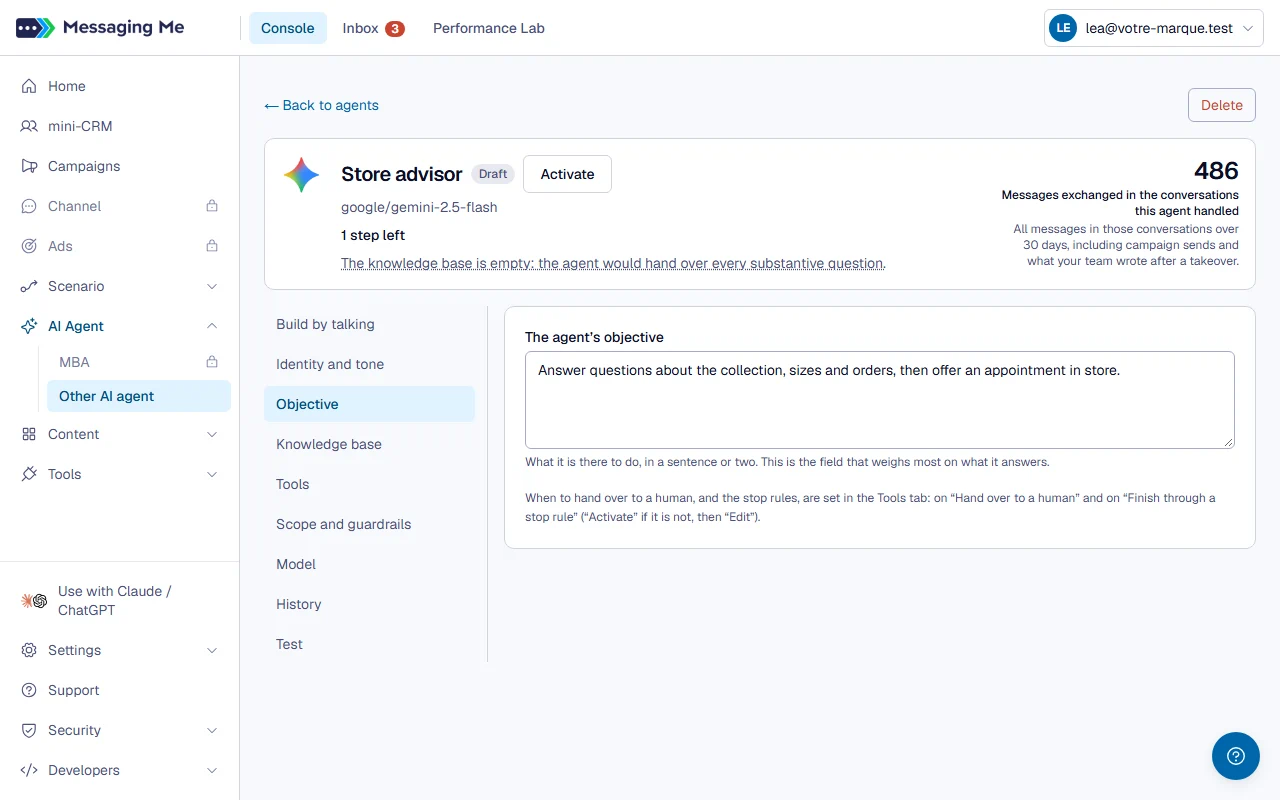 Messaging Me
Console
Inbox 3
Performance Lab
LE lea@votre-marque.test
Home
mini-CRM
Campaigns
Channel
Ads
Scenario
AI Agent
MBA
Other AI agent
Content
Tools
Use with Claude /
ChatGPT
Settings
Support
Security
Developers
← Back to agents
Delete
Store advisor Draft Activate
google/gemini-2.5-flash
1 step left
The knowledge base is empty: the agent would hand over every substantive question.
486
Messages exchanged in the conversations
this agent handled
All messages in those conversations over
30 days, including campaign sends and
what your team wrote after a takeover.
Build by talking
Identity and tone
Objective
Knowledge base
Tools
Scope and guardrails
Model
History
Test
The agent’s objective
Answer questions about the collection, sizes and orders, then offer an appointment in store.
What it is there to do, in a sentence or two. This is the field that weighs most on what it answers.
When to hand over to a human, and the stop rules, are set in the Tools tab: on “Hand over to a human” and on “Finish through a
stop rule” (“Activate” if it is not, then “Edit”).